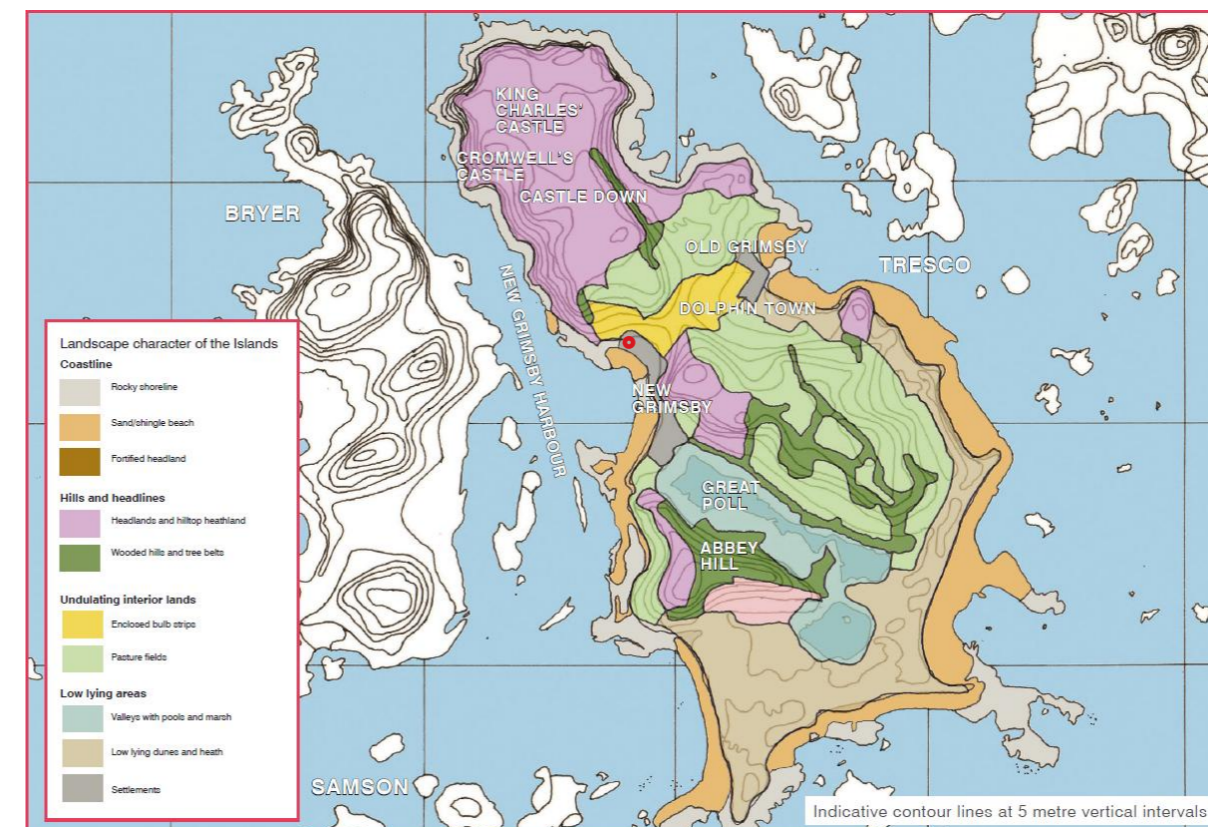 KING
CHARLES'
CASTLE
CROMWELL'S
CASTLE
CASTLE DOWN
BRYER
OLD GRIMSBY
TRESCO
NEW GRIMSBY HARBOUR
DOLPHIN TOWN
NEW
GRIMSBY
GREAT
POLL
ABBEY
HILL
SAMSON
Landscape character of the Islands
Coastline
Rocky shoreline
Sand/shingle beach
Fortified headland
Hills and headlines
Headlands and hilltop heathland
Wooded hills and tree belts
Undulating interior lands
Enclosed bulb strips
Pasture fields
Low lying areas
Valleys with pools and marsh
Low lying dunes and heath
Settlements
Indicative contour lines at 5 metre vertical intervals